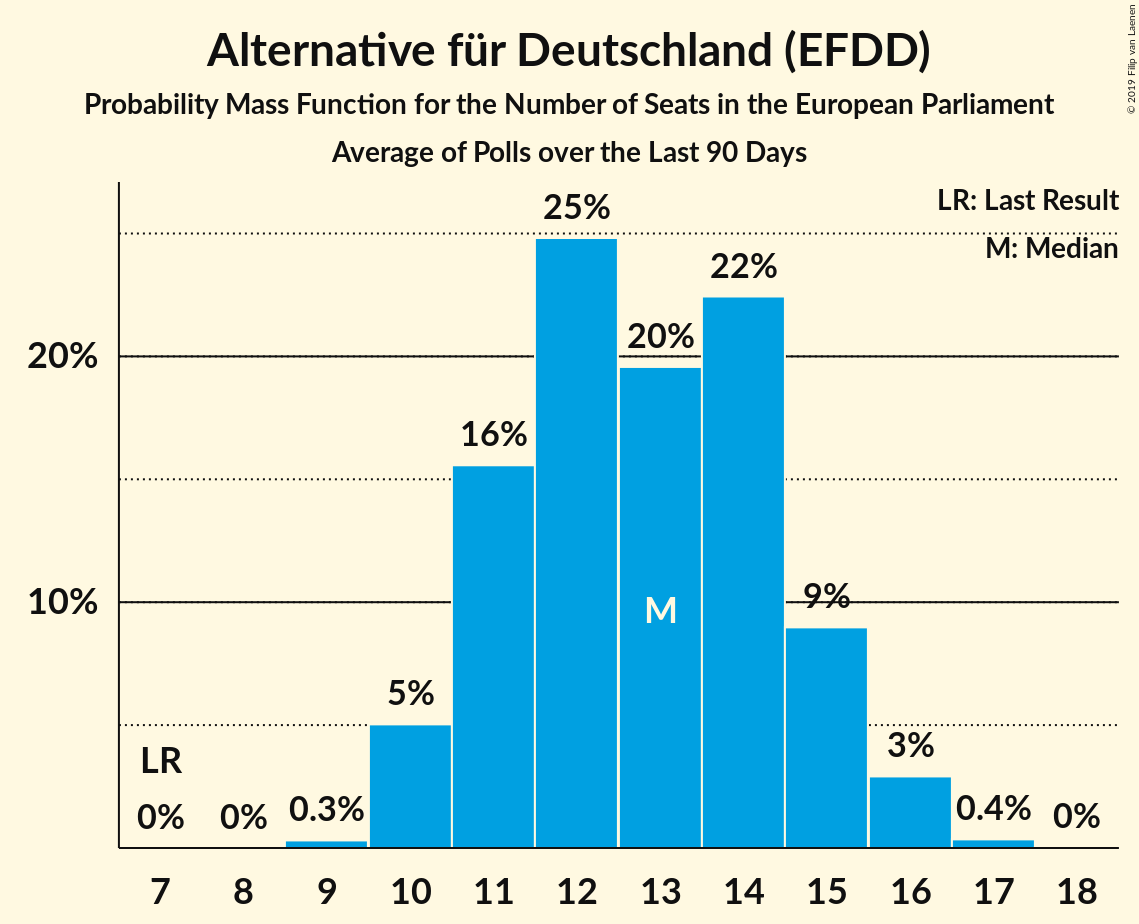 Alternative für Deutschland (EFDD)
Probability Mass Function for the Number of Seats in the European Parliament
Average of Polls over the Last 90 Days
© 2019 Filip van Laenen
LR: Last Result
M: Median
25%
22%
20%
20%
16%
10%
9%
M
5%
3%
LR
0%
0%
0.3%
0.4%
0%
7 8 9 10 11 12 13 14 15 16 17 18